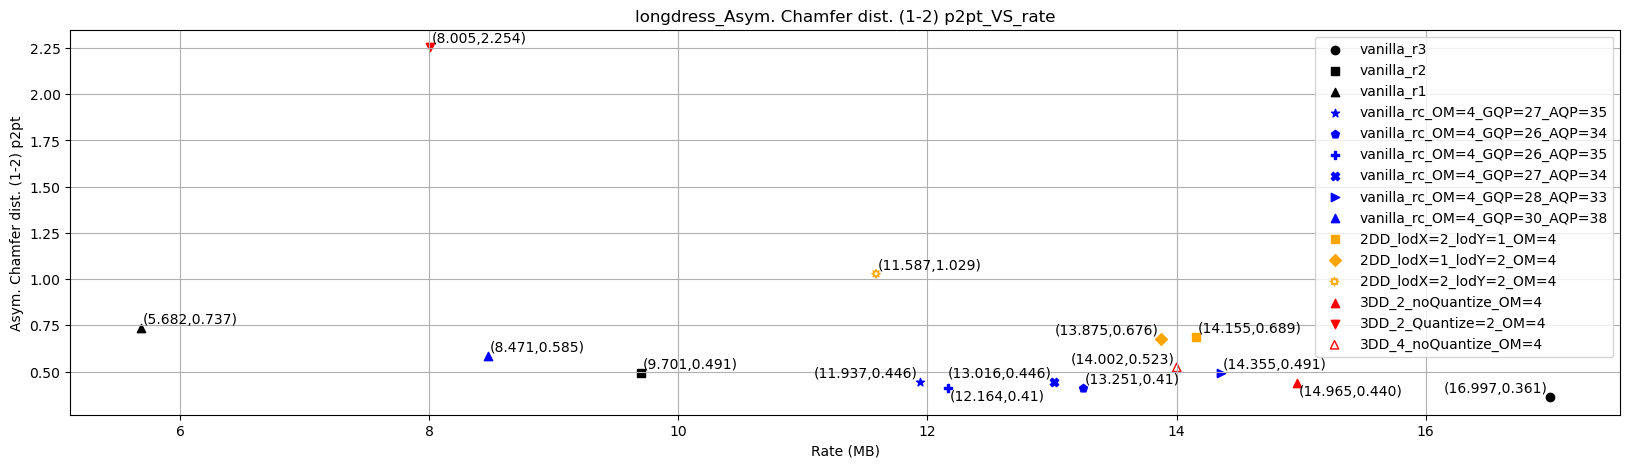 longdress_Asym. Chamfer dist. (1-2) p2pt_VS_rate
Asym. Chamfer dist. (1-2) p2pt
2.25
2.00
1.75
1.50
1.25
1.00
0.75
0.50
(8.005,2.254)
(11.587,1.029)
(5.682,0.737)
(8.471,0.585)
(9.701,0.491)
(11.937,0.446)
(12.164,0.41)
(13.016,0.446)
(13.251,0.41)
(13.875,0.676)
(14.155,0.689)
(14.002,0.523)
(14.355,0.491)
(14.965,0.440)
(16.997,0.361)
vanilla_r3
vanilla_r2
vanilla_r1
vanilla_rc_OM=4_GQP=27_AQP=35
vanilla_rc_OM=4_GQP=26_AQP=34
vanilla_rc_OM=4_GQP=26_AQP=35
vanilla_rc_OM=4_GQP=27_AQP=34
vanilla_rc_OM=4_GQP=28_AQP=33
vanilla_rc_OM=4_GQP=30_AQP=38
2DD_lodX=2_lodY=1_OM=4
2DD_lodX=1_lodY=2_OM=4
2DD_lodX=2_lodY=2_OM=4
3DD_2_noQuantize_OM=4
3DD_2_Quantize=2_OM=4
3DD_4_noQuantize_OM=4
6
8
10
12
14
16
Rate (MB)